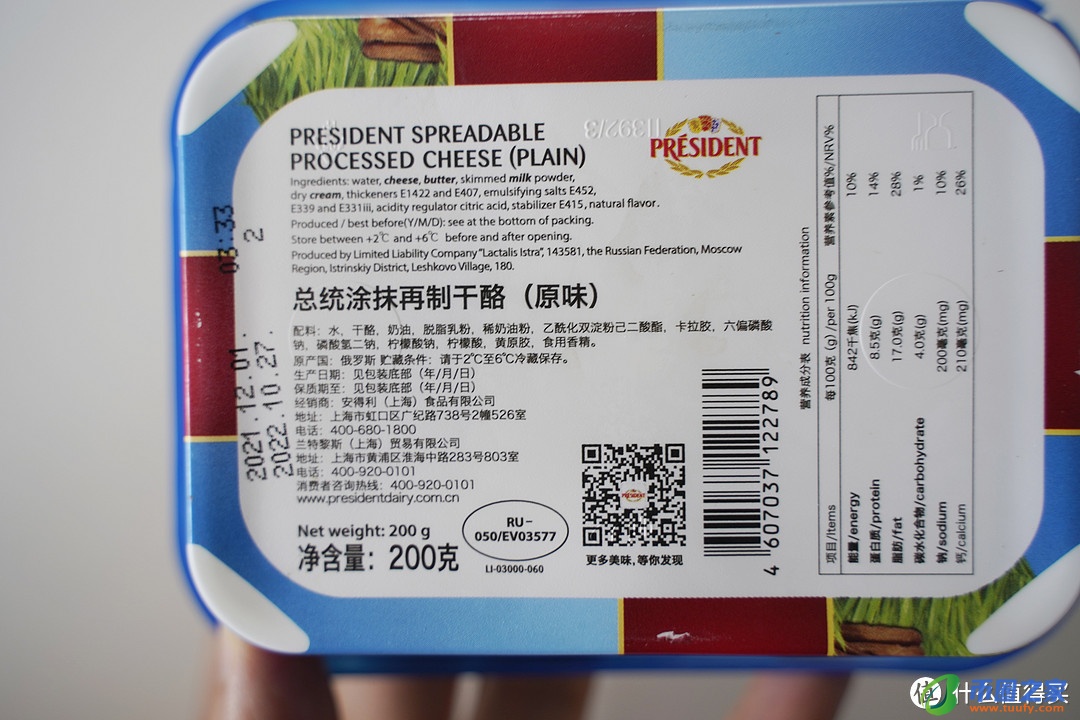 PRESIDENT SPREADABLE
PROCESSED CHEESE (PLAIN)
Ingredients: water, cheese, butter, skimmed milk powder,
dry cream, thickeners E1422 and E407, emulsifying salts E452,
E339 and E331iii, acidity regulator citric acid, stabilizer E415, natural flavor.
Produced / best before(Y/M/D): see at the bottom of packing.
Store between +2℃ and +6℃ before and after opening.
Produced by Limited Liability Company "Lactalis Istra", 143581, the Russian Federation, Moscow
Region, Istrinskiy District, Leshkovo Village, 180.
PRÉSIDENT
11392/3
总统涂抹再制干酪（原味）
配料：水、干酪、奶油、脱脂乳粉、稀奶油粉、乙酰化双淀粉己二酸酯、卡拉胶、六偏磷酸
钠、磷酸氢二钠、柠檬酸钠、柠檬酸、黄原胶、食用香精。
原产国：俄罗斯 贮藏条件：请于2℃至6℃冷藏保存。
生产日期：见包装底部（年/月/日）
保质期至：见包装底部（年/月/日）
经销商：安得利（上海）食品有限公司
地址：上海市虹口区广纪路738号2幢526室
电话：400-680-1800
兰特黎斯（上海）贸易有限公司
地址：上海市黄浦区淮海中路283号803室
电话：400-920-0101
消费者咨询热线：400-920-0101
www.presidentdairy.com.cn
Net weight: 200 g
净含量：200克
RU-
050/EV03577
LI-03000-060
PRÉSIDENT
更多美味,等你发现
4 607037 122789
2021.12.01. 03:33
2022.10.27. 2
营养成分表 nutrition information
项目/Items 每100克 (g) /per 100g 营养素参考值%/NRV%
能量/energy 842千焦(kJ) 10%
蛋白质/protein 8.5克(g) 14%
脂肪/fat 17.0克(g) 28%
碳水化合物/carbohydrate 4.0克(g) 1%
钠/sodium 200毫克(mg) 10%
钙/calcium 210毫克(mg) 26%
值 什么值得买
www.tuufy.com